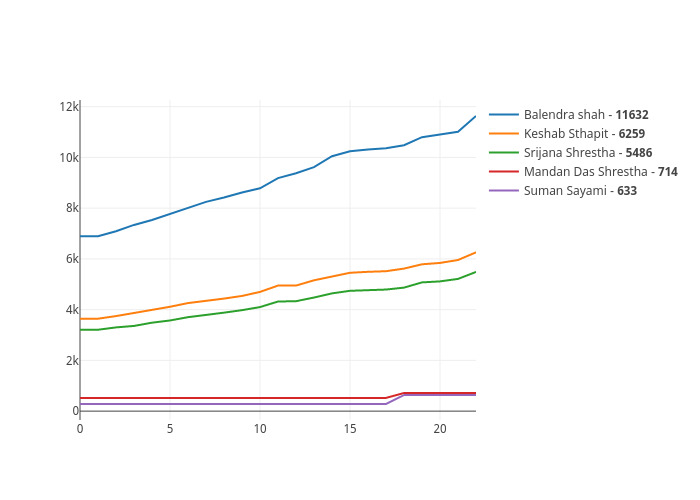 12k
10k
8k
6k
4k
2k
0
0
5
10
15
20
Balendra shah - 11632
Keshab Sthapit - 6259
Srijana Shrestha - 5486
Mandan Das Shrestha - 714
Suman Sayami - 633